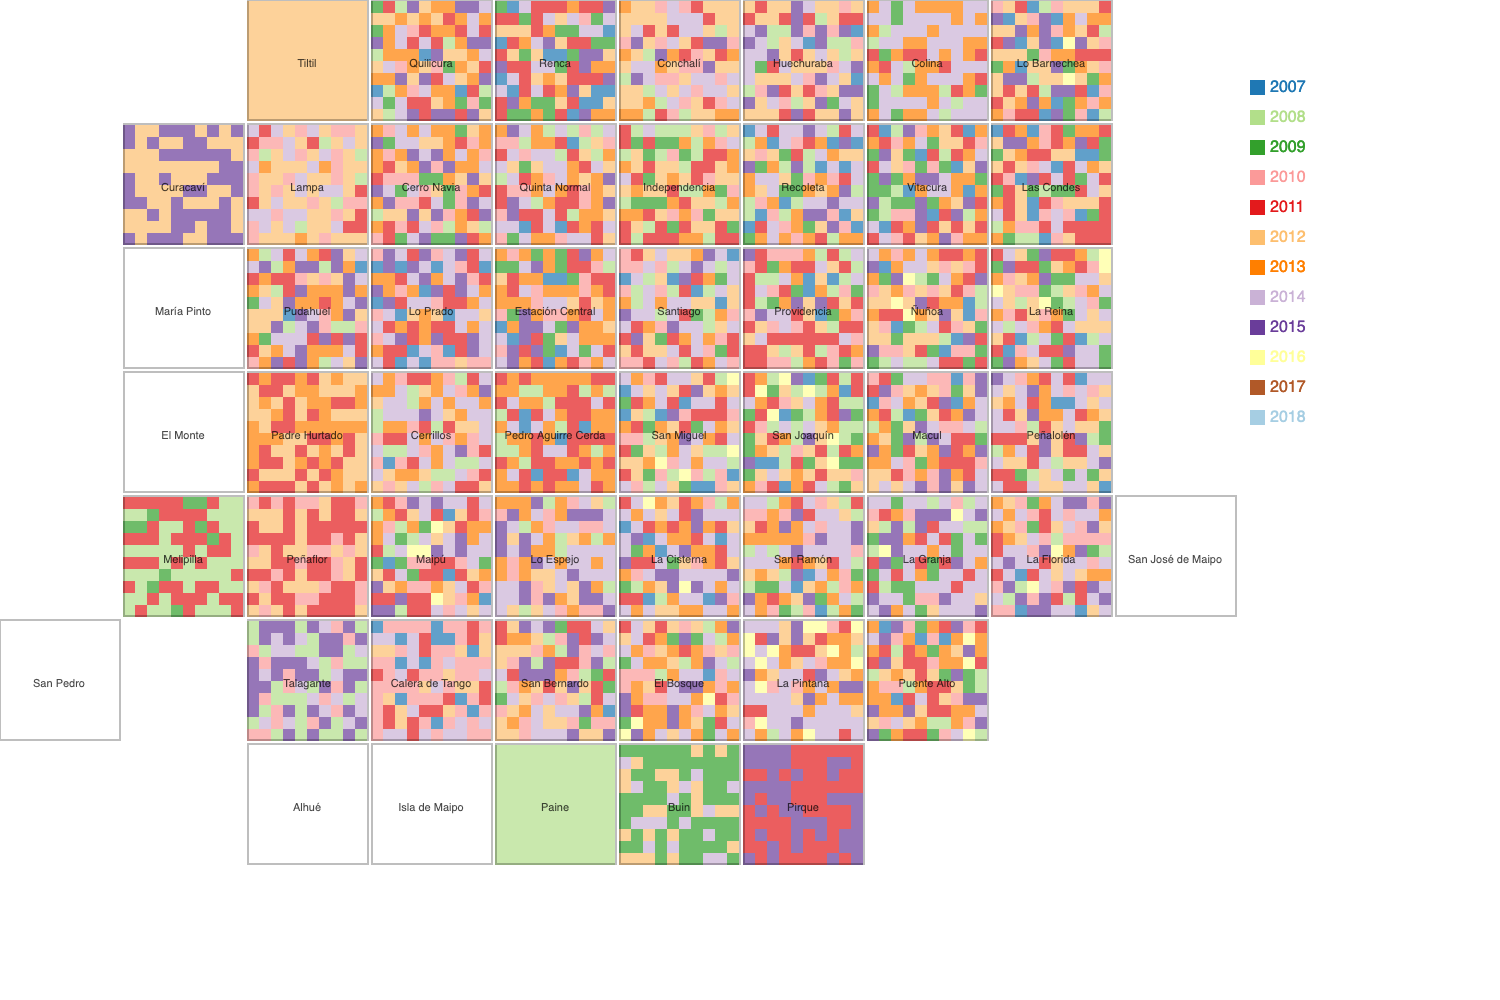 Tiltil
Quilicura
Renca
Conchalí
Huechuraba
Colina
Lo Barnechea
Curacaví
Lampa
Cerro Navia
Quinta Normal
Independencia
Recoleta
Vitacura
Las Condes
María Pinto
Pudahuel
Lo Prado
Estación Central
Santiago
Providencia
Ñuñoa
La Reina
El Monte
Padre Hurtado
Cerrillos
Pedro Aguirre Cerda
San Miguel
San Joaquín
Macul
Peñalolén
Melipilla
Peñaflor
Maipú
Lo Espejo
La Cisterna
San Ramón
La Granja
La Florida
San José de Maipo
San Pedro
Talagante
Calera de Tango
San Bernardo
El Bosque
La Pintana
Puente Alto
Alhué
Isla de Maipo
Paine
Buin
Pirque
2007
2008
2009
2010
2011
2012
2013
2014
2015
2016
2017
2018